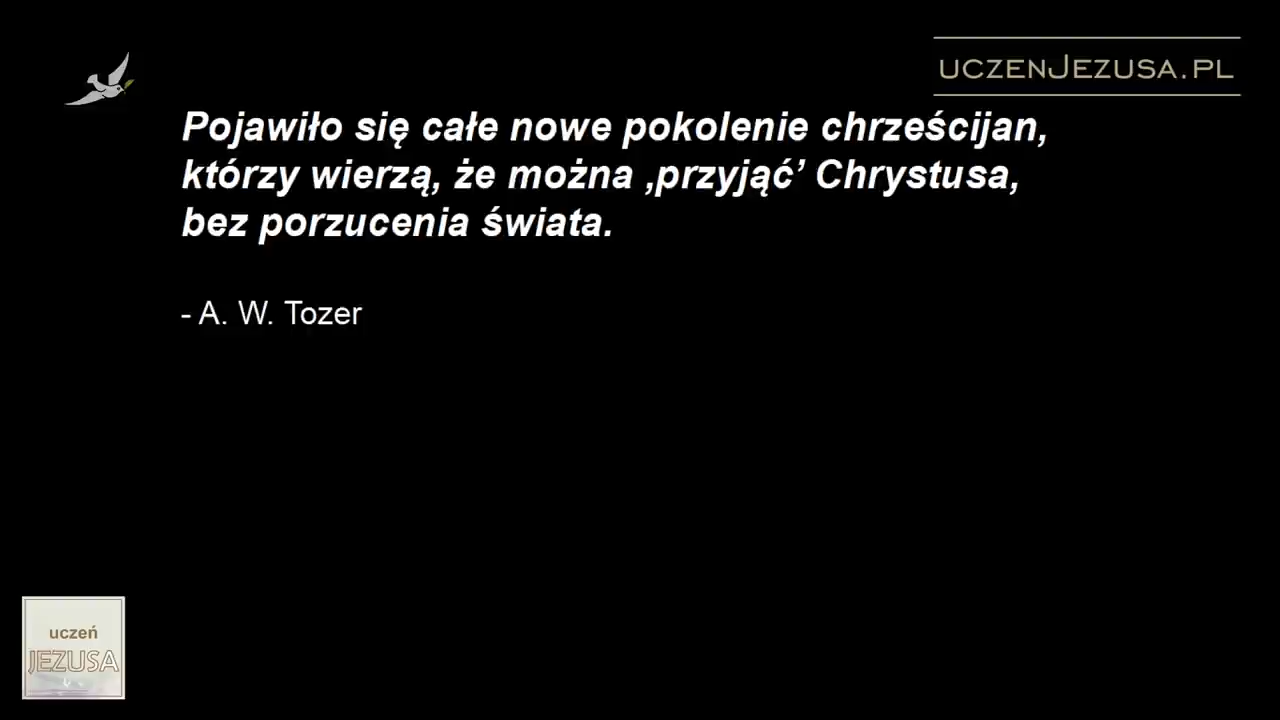 uczenJezusa.pl
Pojawiło się całe nowe pokolenie chrześcijan,
którzy wierzą, że można ‚przyjąć’ Chrystusa,
bez porzucenia świata.
- A. W. Tozer
uczeń
JEZUSA